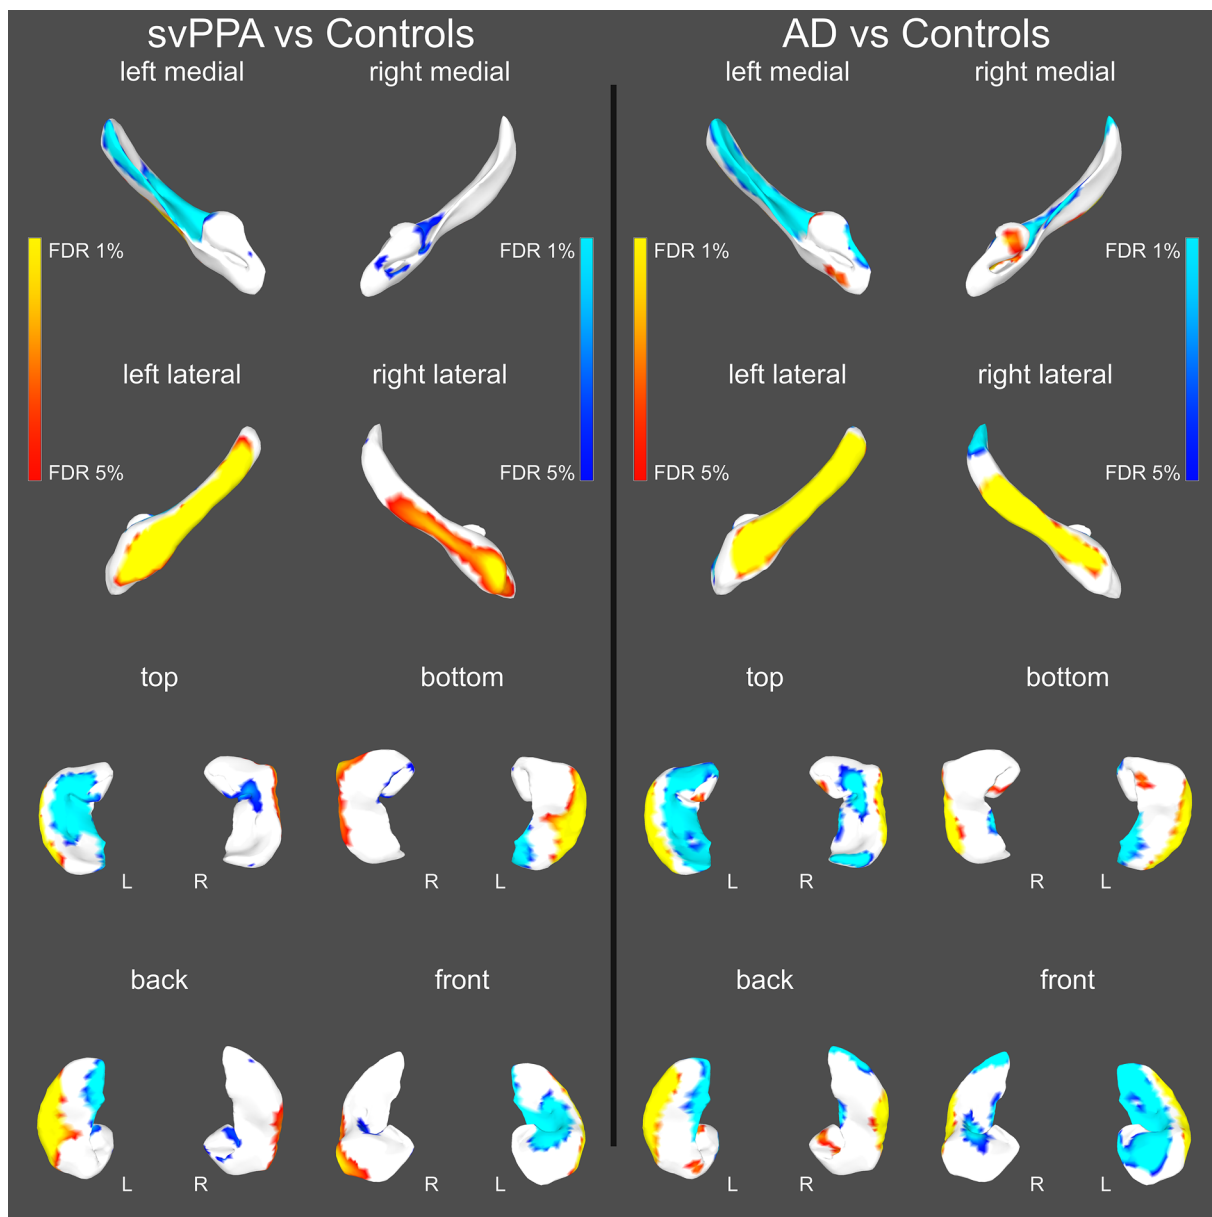 svPPA vs Controls
left medial
right medial
FDR 1%
FDR 1%
left lateral
right lateral
FDR 5%
FDR 5%
top
bottom
L
R
R
L
back
front
L
R
R
L
AD vs Controls
left medial
right medial
FDR 1%
FDR 1%
left lateral
right lateral
FDR 5%
FDR 5%
top
bottom
L
R
R
L
back
front
L
R
R
L